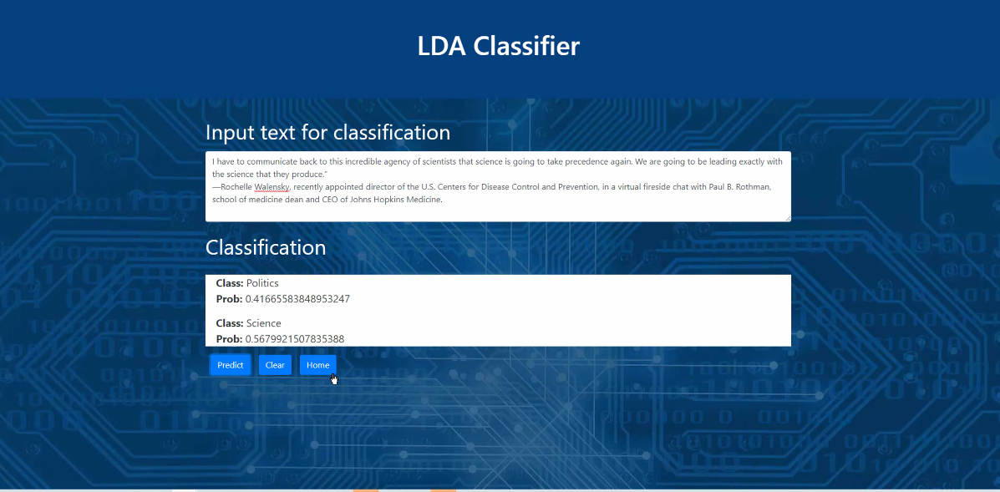 LDA Classifier
Input text for classification
I have to communicate back to this incredible agency of scientists that science is going to take precedence again. We are going to be leading exactly with
the science that they produce."
—Rochelle Walensky, recently appointed director of the U.S. Centers for Disease Control and Prevention, in a virtual fireside chat with Paul B. Rothman,
school of medicine dean and CEO of Johns Hopkins Medicine.
Classification
Class: Politics
Prob: 0.41665583848953247
Class: Science
Prob: 0.5679921507835388
Predict Clear Home